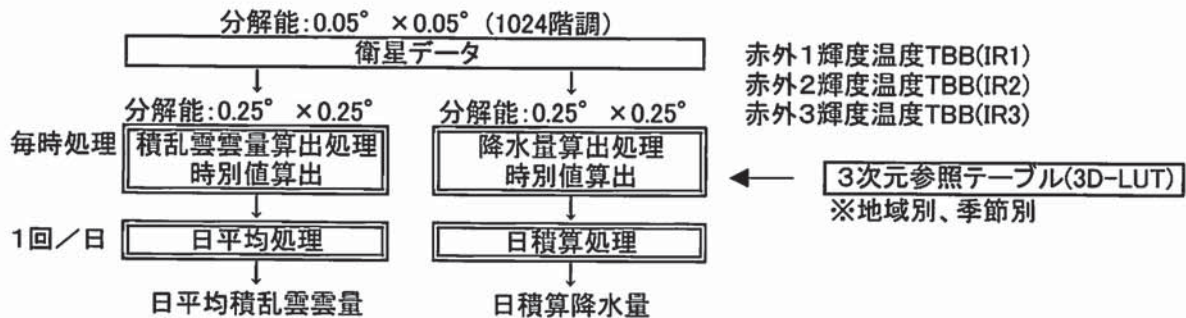 分解能:0.05° ×0.05° (1024階調)
衛星データ
赤外1輝度温度TBB(IR1)
赤外2輝度温度TBB(IR2)
赤外3輝度温度TBB(IR3)
分解能:0.25° ×0.25°
分解能:0.25° ×0.25°
毎時処理
積乱雲雲量算出処理
時別値算出
降水量算出処理
時別値算出
3次元参照テーブル(3D-LUT)
※地域別、季節別
1回/日
日平均処理
日積算処理
日平均積乱雲雲量
日積算降水量